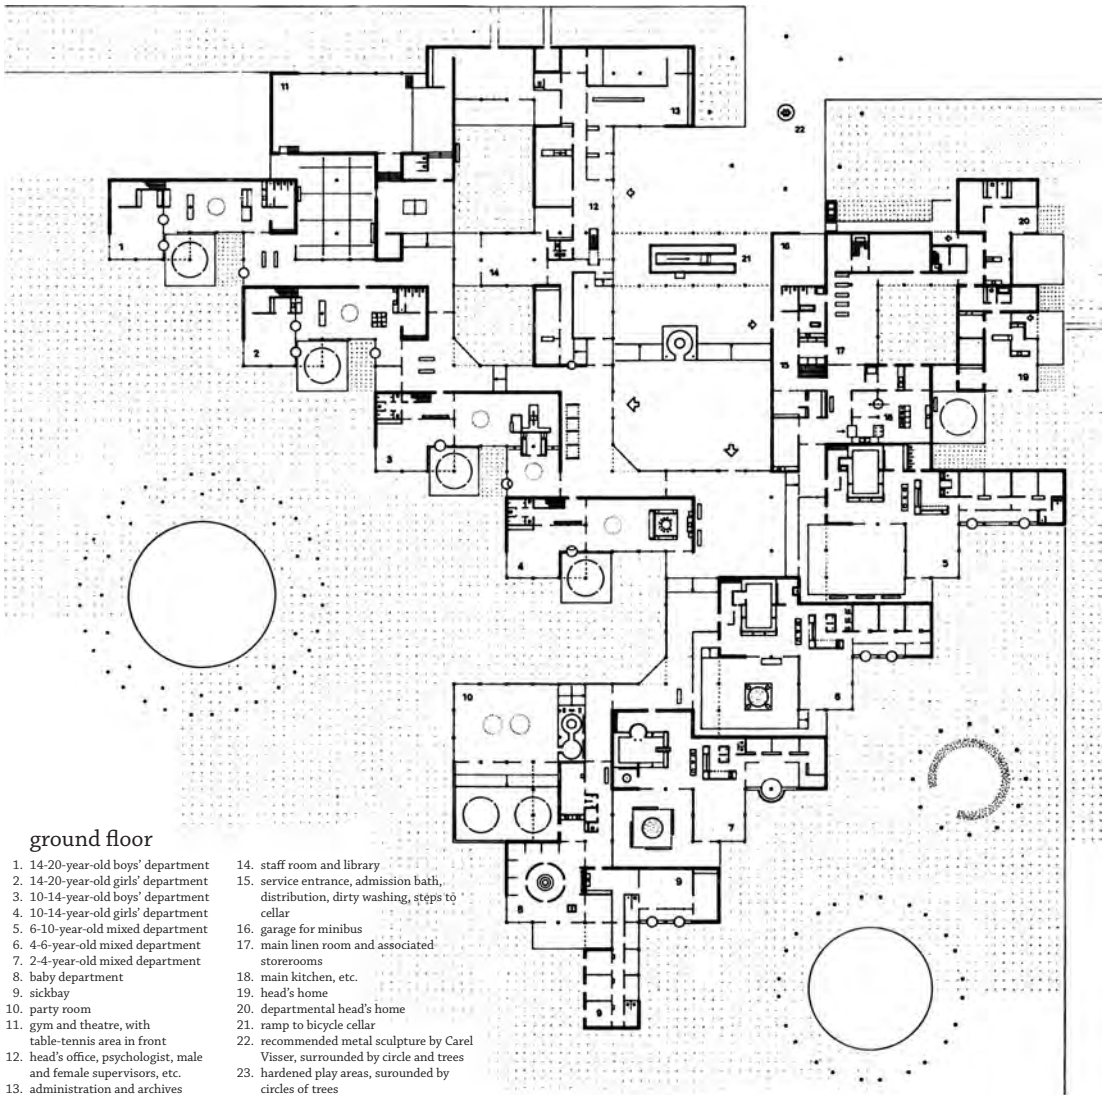 11
13
22
12
1
20
16
21
14
2
17
15
19
18
3
4
5
6
10
7
9
8
9
ground floor
1. 14-20-year-old boys' department
2. 14-20-year-old girls' department
3. 10-14-year-old boys' department
4. 10-14-year-old girls' department
5. 6-10-year-old mixed department
6. 4-6-year-old mixed department
7. 2-4-year-old mixed department
8. baby department
9. sickbay
10. party room
11. gym and theatre, with
table-tennis area in front
12. head's office, psychologist, male
and female supervisors, etc.
13. administration and archives
14. staff room and library
15. service entrance, admission bath,
distribution, dirty washing, steps to
cellar
16. garage for minibus
17. main linen room and associated
storerooms
18. main kitchen, etc.
19. head's home
20. departmental head's home
21. ramp to bicycle cellar
22. recommended metal sculpture by Carel
Visser, surrounded by circle and trees
23. hardened play areas, surounded by
circles of trees